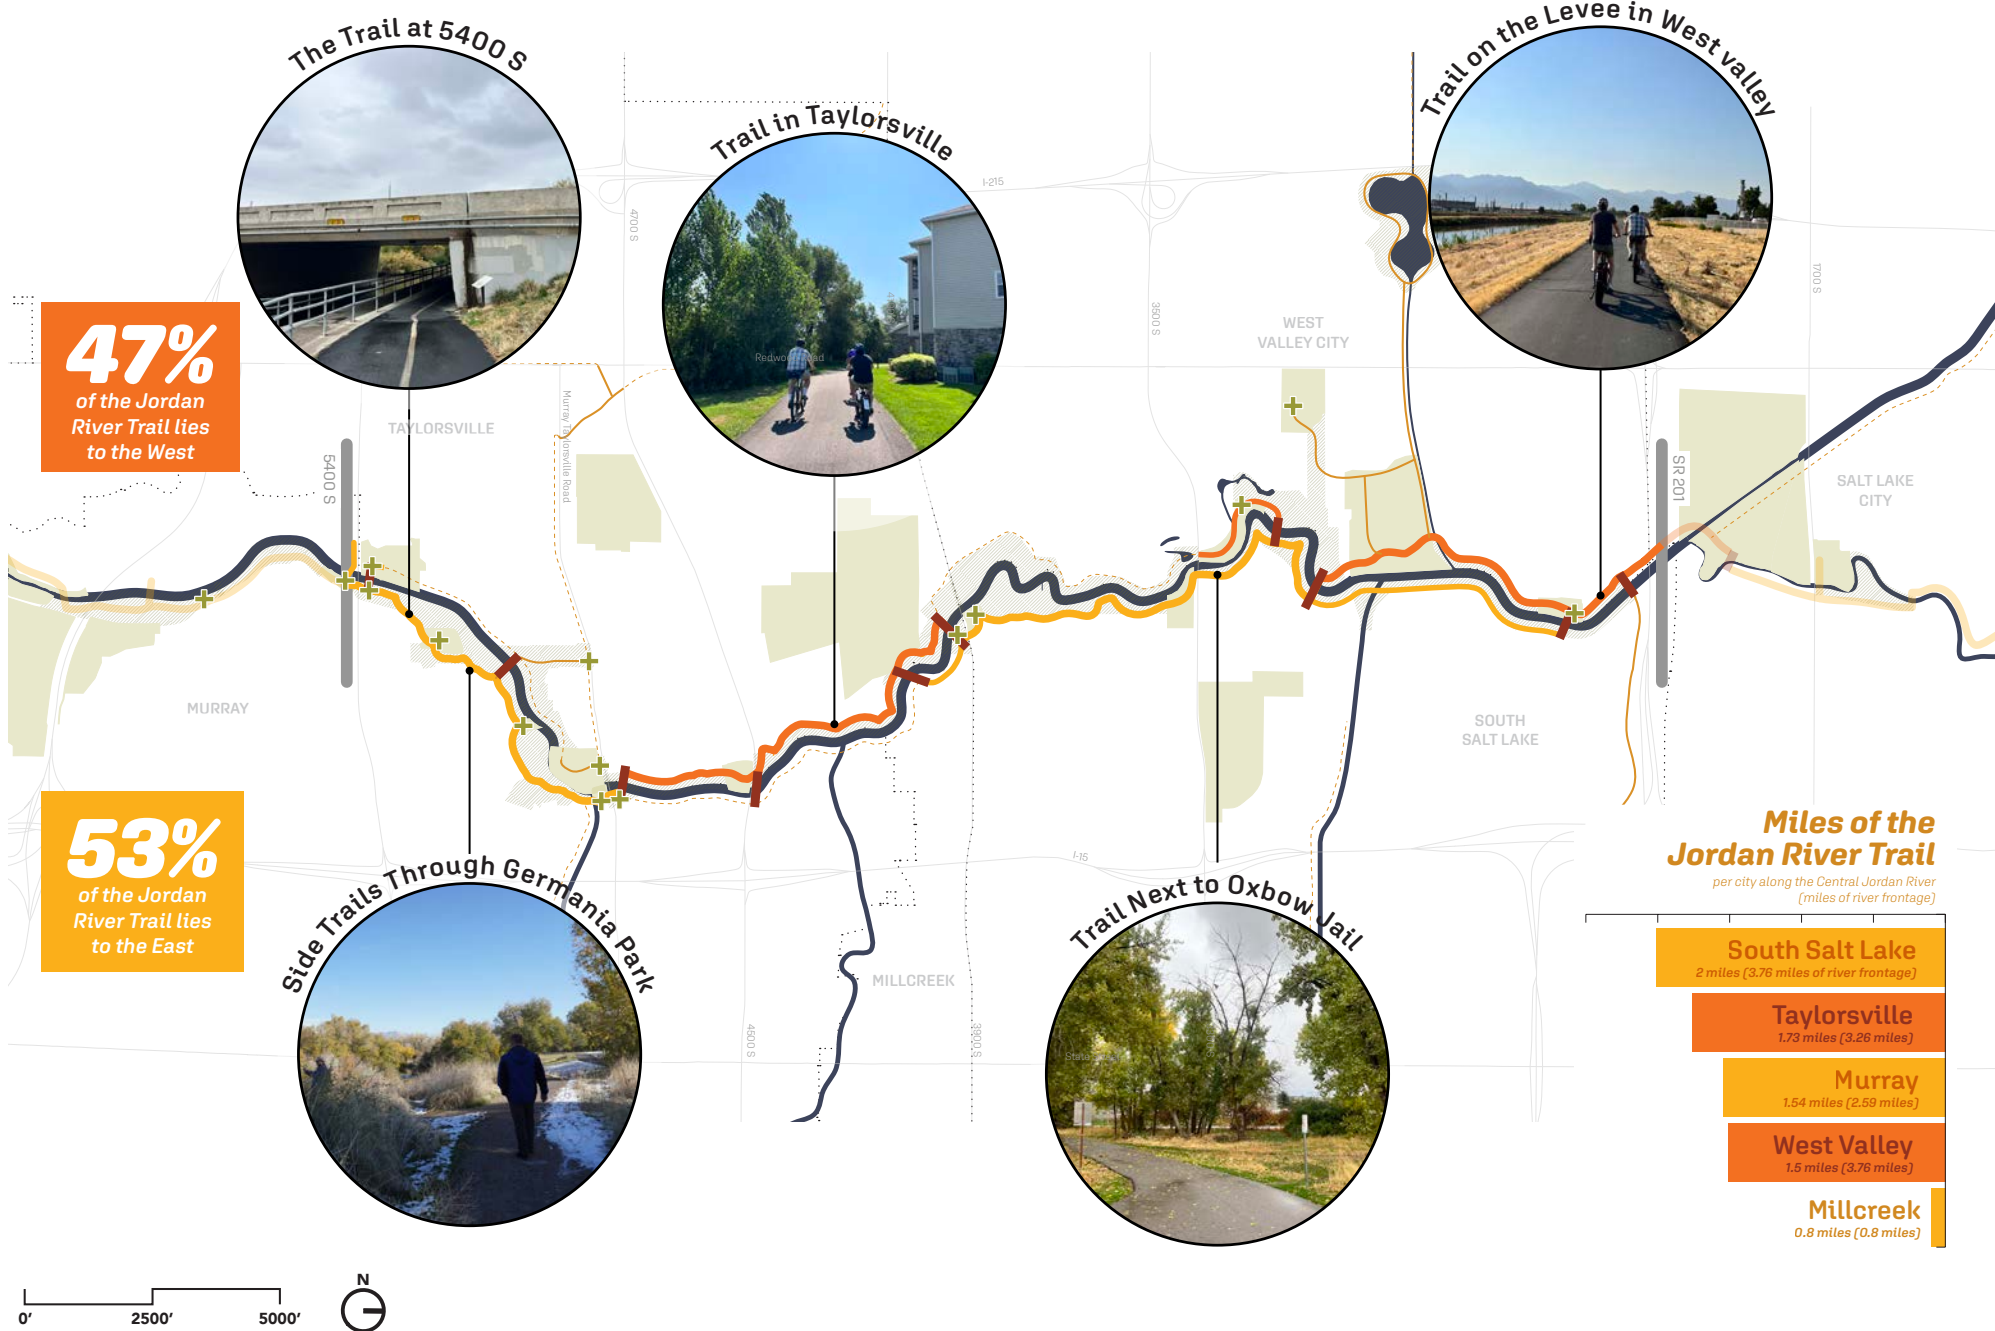 The Trail at 5400 S
Trail in Taylorsville
Trail on the Levee in West valley
I-215
4700 S
3500 S
1700 S
WEST
VALLEY CITY
Redwood Road
47%
of the Jordan
River Trail lies
to the West
TAYLORSVILLE
Murray Taylorsville Road
5400 S
SR 201
SALT LAKE
CITY
MURRAY
SOUTH
SALT LAKE
53%
of the Jordan
River Trail lies
to the East
I-15
Side Trails Through Germania Park
Trail Next to Oxbow Jail
MILLCREEK
4500 S
3900 S
State
Miles of the
Jordan River Trail
per city along the Central Jordan River
(miles of river frontage)
South Salt Lake
2 miles (3.76 miles of river frontage)
Taylorsville
1.73 miles (3.26 miles)
Murray
1.54 miles (2.59 miles)
West Valley
1.5 miles (3.76 miles)
Millcreek
0.8 miles (0.8 miles)
0'
2500'
5000'
N